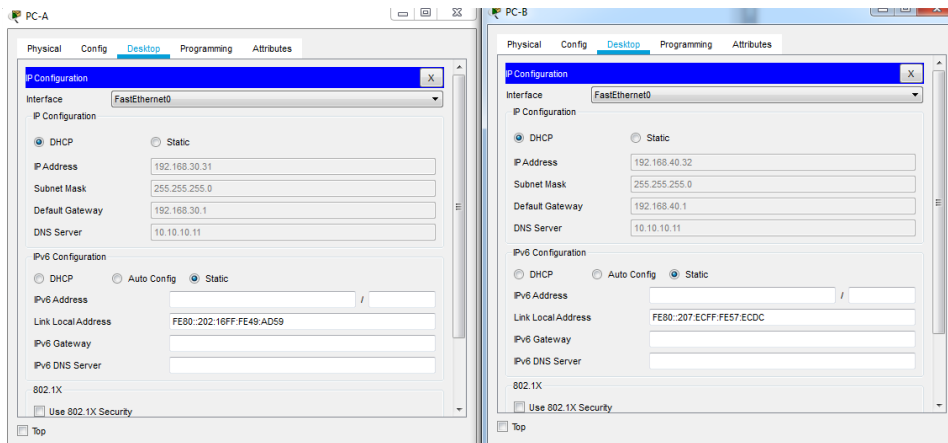 PC-A
Physical Config Desktop Programming Attributes
IP Configuration
X
Interface FastEthernet0
IP Configuration
DHCP Static
IP Address 192.168.30.31
Subnet Mask 255.255.255.0
Default Gateway 192.168.30.1
DNS Server 10.10.10.11
IPv6 Configuration
DHCP Auto Config Static
IPv6 Address /
Link Local Address FE80::202:16FF:FE49:AD59
IPv6 Gateway
IPv6 DNS Server
802.1X
Use 802.1X Security
Top
PC-B
Physical Config Desktop Programming Attributes
IP Configuration
X
Interface FastEthernet0
IP Configuration
DHCP Static
IP Address 192.168.40.32
Subnet Mask 255.255.255.0
Default Gateway 192.168.40.1
DNS Server 10.10.10.11
IPv6 Configuration
DHCP Auto Config Static
IPv6 Address /
Link Local Address FE80::207:ECFF:FE57:ECDC
IPv6 Gateway
IPv6 DNS Server
802.1X
Use 802.1X Security
Top